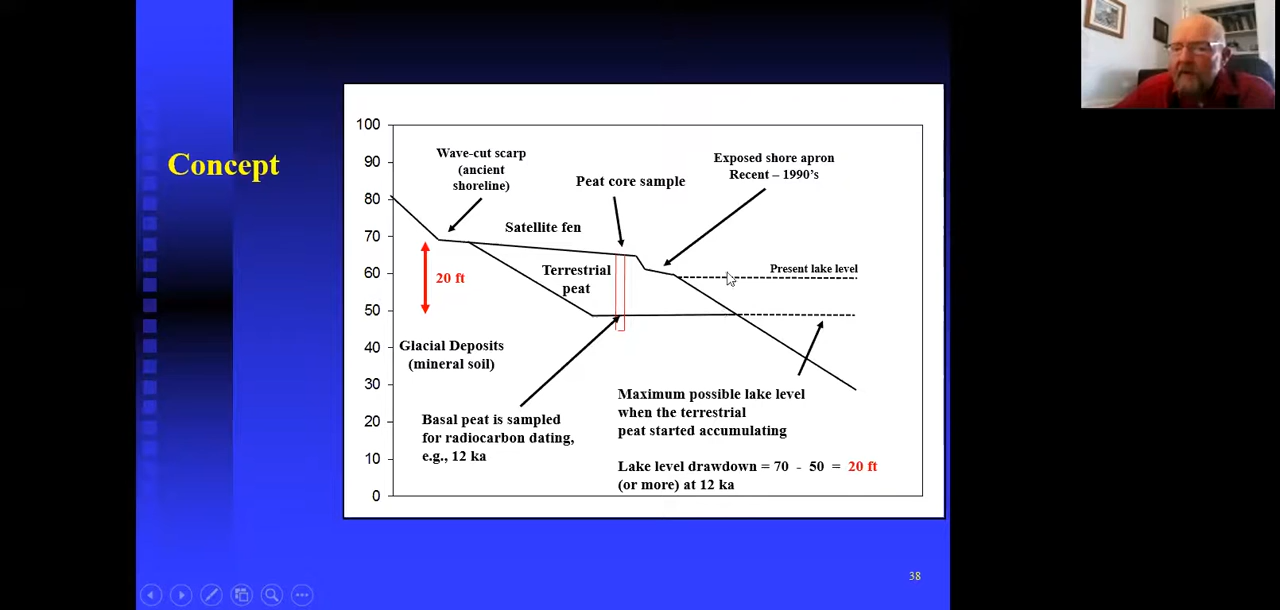 Concept
100
90
80
70
60
50
40
30
20
10
0
Wave-cut scarp
(ancient
shoreline)
Peat core sample
Exposed shore apron
Recent – 1990’s
Satellite fen
Terrestrial
peat
20 ft
Present lake level
Glacial Deposits
(mineral soil)
Basal peat is sampled
for radiocarbon dating,
e.g., 12 ka
Maximum possible lake level
when the terrestrial
peat started accumulating
Lake level drawdown = 70 - 50 = 20 ft
(or more) at 12 ka
38